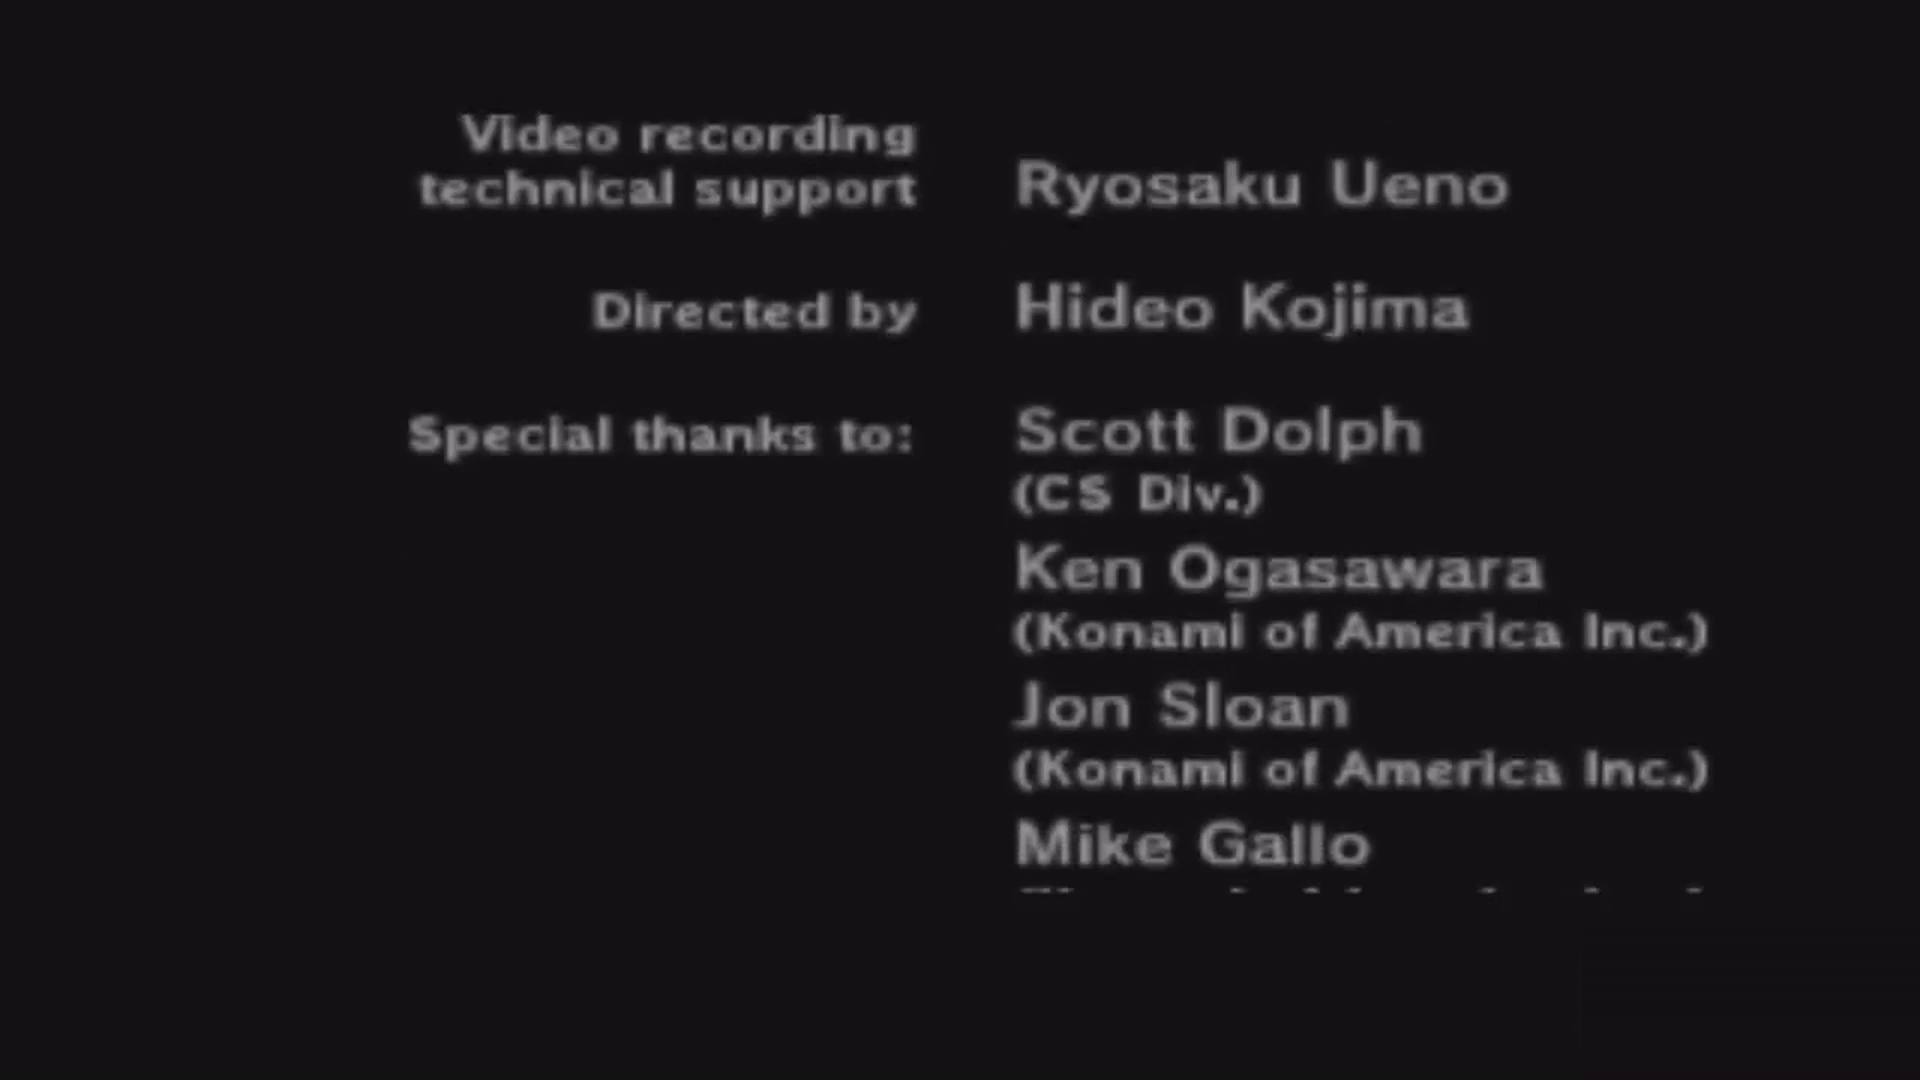 Video recording
technical support Ryosaku Ueno
Directed by Hideo Kojima
Special thanks to: Scott Dolph
(CS Div.)
Ken Ogasawara
(Konami of America Inc.)
Jon Sloan
(Konami of America Inc.)
Mike Gallo